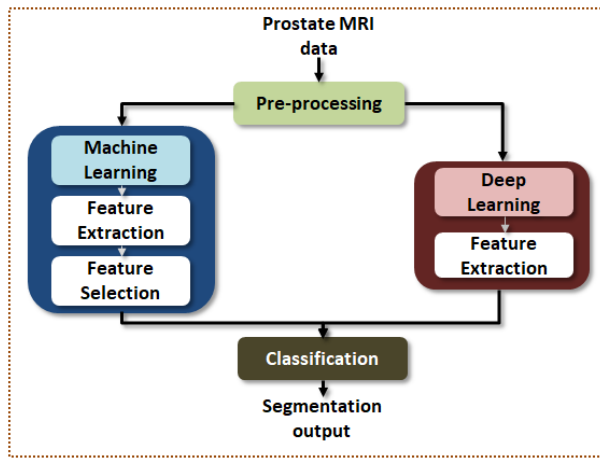 Prostate MRI
data
Pre-processing
Machine
Learning
Feature
Extraction
Feature
Selection
Deep
Learning
Feature
Extraction
Classification
Segmentation
output